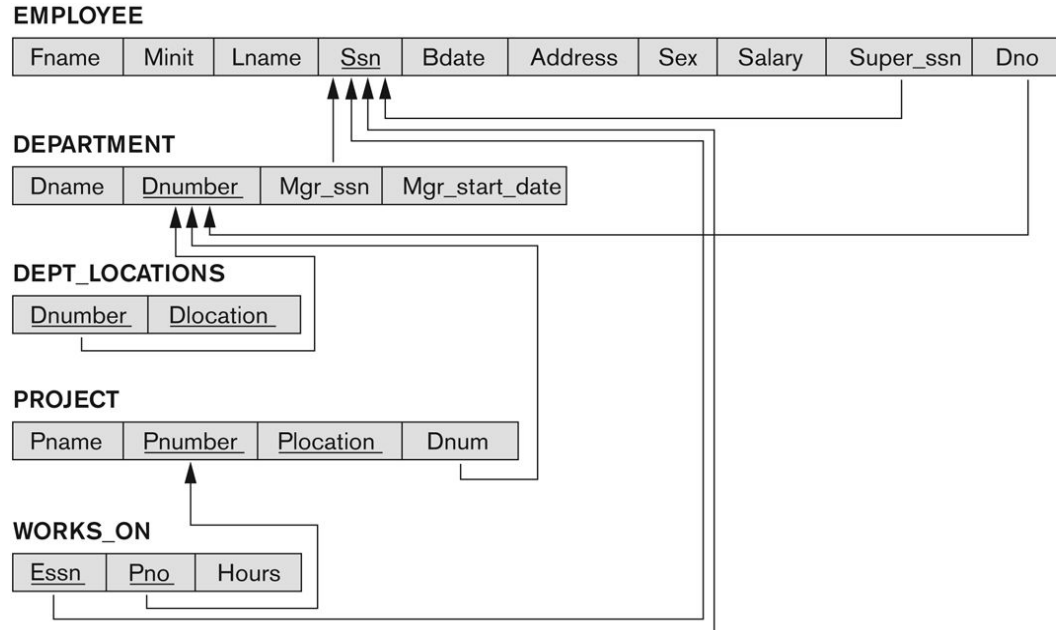 EMPLOYEE
Fname Minit Lname Ssn Bdate Address Sex Salary Super_ssn Dno
DEPARTMENT
Dname Dnumber Mgr_ssn Mgr_start_date
DEPT_LOCATIONS
Dnumber Dlocation
PROJECT
Pname Pnumber Plocation Dnum
WORKS_ON
Essn Pno Hours